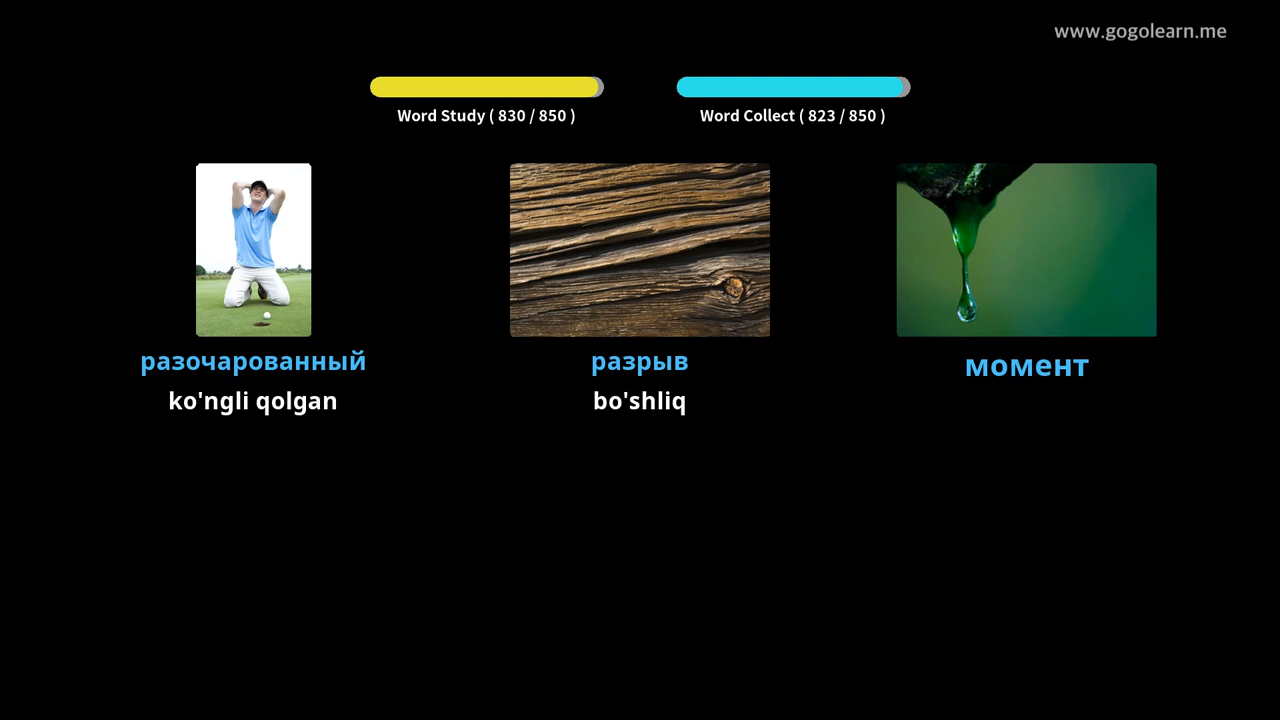 www.gogolearn.me
Word Study ( 830 / 850 )
Word Collect ( 823 / 850 )
разочарованный
ko'ngli qolgan
разрыв
bo'shliq
момент